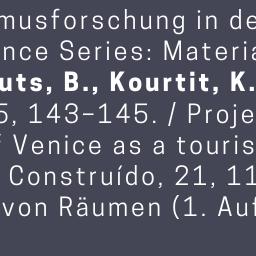 musforschung in de
nce Series: Materia
uts, B., Kourtit, K.
5, 143–145. / Proje
Venice as a touris
Construído, 21, 11
von Räumen (1. Auf